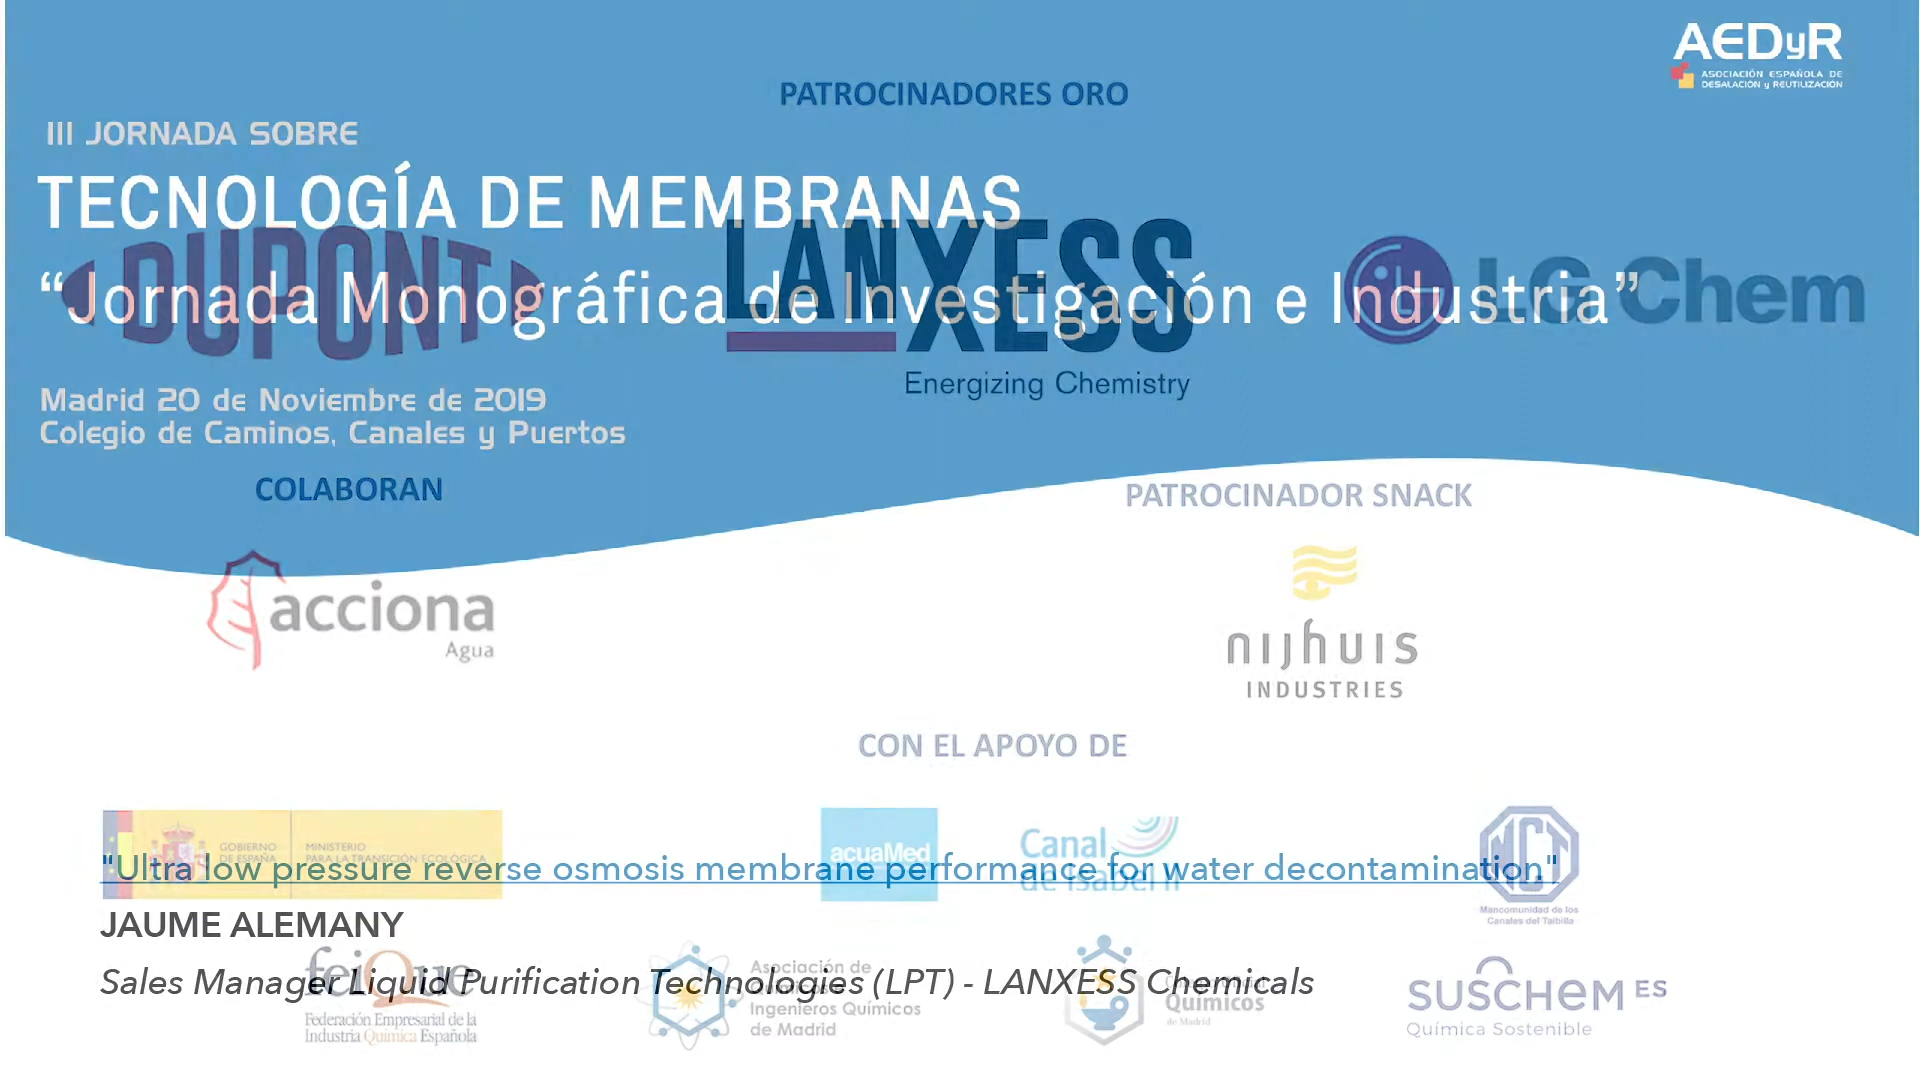 AEDyR
ASOCIACIÓN ESPAÑOLA DE
DESALACIÓN y REUTILIZACIÓN
PATROCINADORES ORO
III JORNADA SOBRE
TECNOLOGÍA DE MEMBRANAS
DUPONT
LANXESS
Energizing Chemistry
LG Chem
“Jornada Monográfica de Investigación e Industria”
Madrid 20 de Noviembre de 2019
Colegio de Caminos, Canales y Puertos
COLABORAN
PATROCINADOR SNACK
acciona
Agua
nijhuis
INDUSTRIES
CON EL APOYO DE
GOBIERNO
DE ESPAÑA
MINISTERIO
PARA LA TRANSICIÓN ECOLÓGICA
acuaMed
Canal
de Isabel II
MCT
Mancomunidad de los
Canales del Taibilla
"Ultra low pressure reverse osmosis membrane performance for water decontamination"
JAUME ALEMANY
Sales Manager Liquid Purification Technologies (LPT) - LANXESS Chemicals
feiQue
Federación Empresarial de la
Industria Química Española
Asociación de
Ingenieros Químicos
de Madrid
Químicos
de Madrid
SUSCHEM ES
Química Sostenible